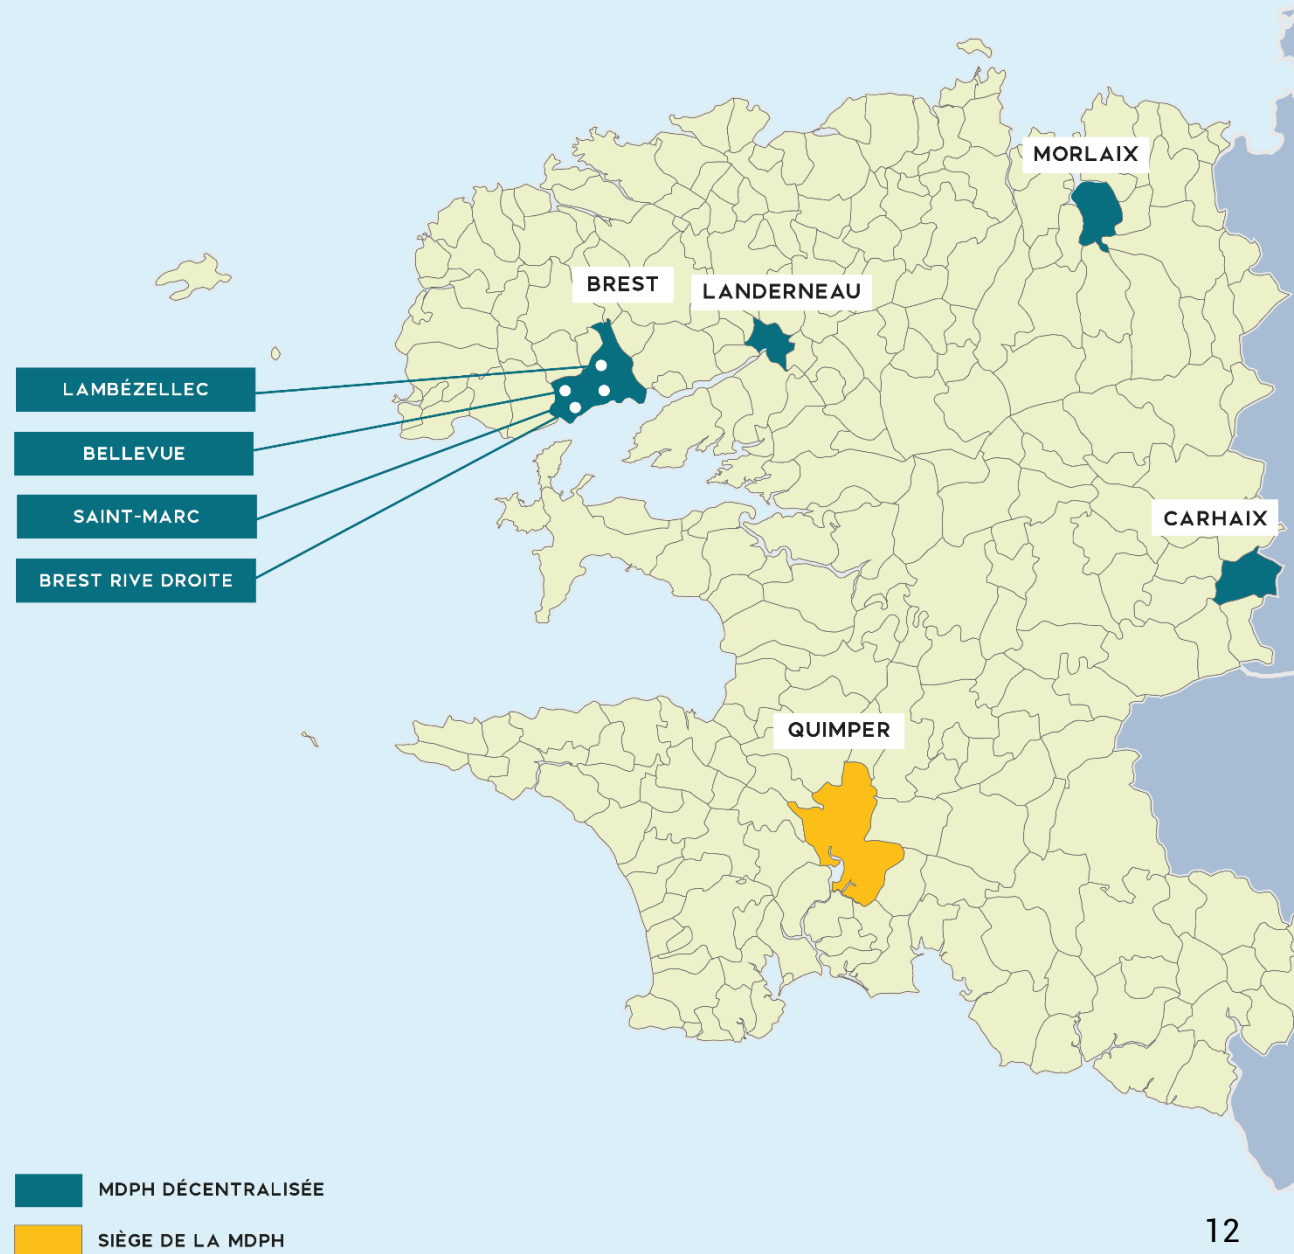 MORLAIX
BREST
LANDERNEAU
LAMBÉZELLEC
BELLEVUE
SAINT-MARC
CARHAIX
BREST RIVE DROITE
QUIMPER
MDPH DÉCENTRALISÉE
SIÈGE DE LA MDPH
12